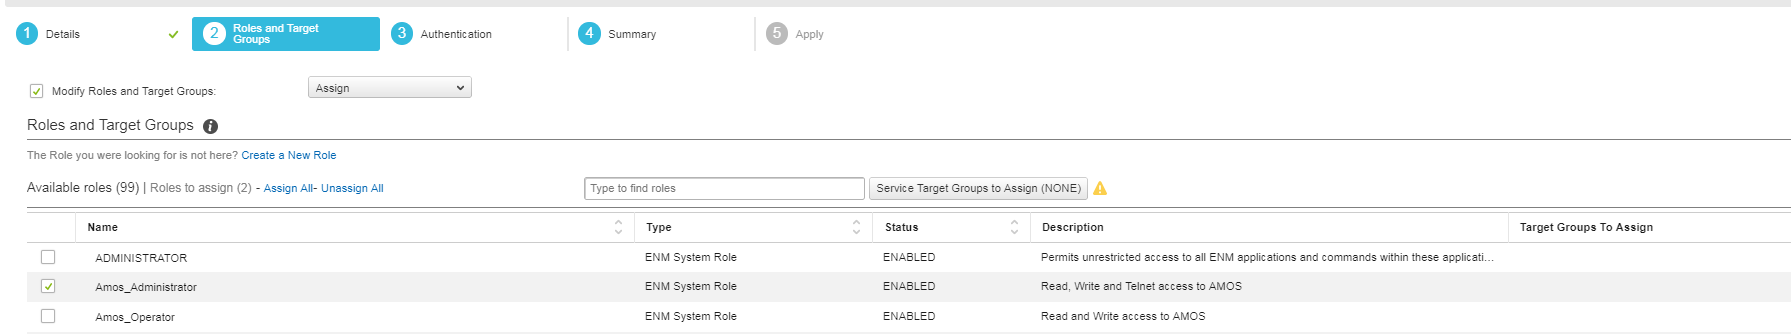 1 Details
2 Roles and Target
Groups
3 Authentication
4 Summary
5 Apply
Modify Roles and Target Groups: Assign
Roles and Target Groups i
The Role you were looking for is not here? Create a New Role
Available roles (99) | Roles to assign (2) - Assign All- Unassign All Type to find roles Service Target Groups to Assign (NONE)
Name Type Status Description Target Groups To Assign
ADMINISTRATOR ENM System Role ENABLED Permits unrestricted access to all ENM applications and commands within these applicati...
Amos_Administrator ENM System Role ENABLED Read, Write and Telnet access to AMOS
Amos_Operator ENM System Role ENABLED Read and Write access to AMOS